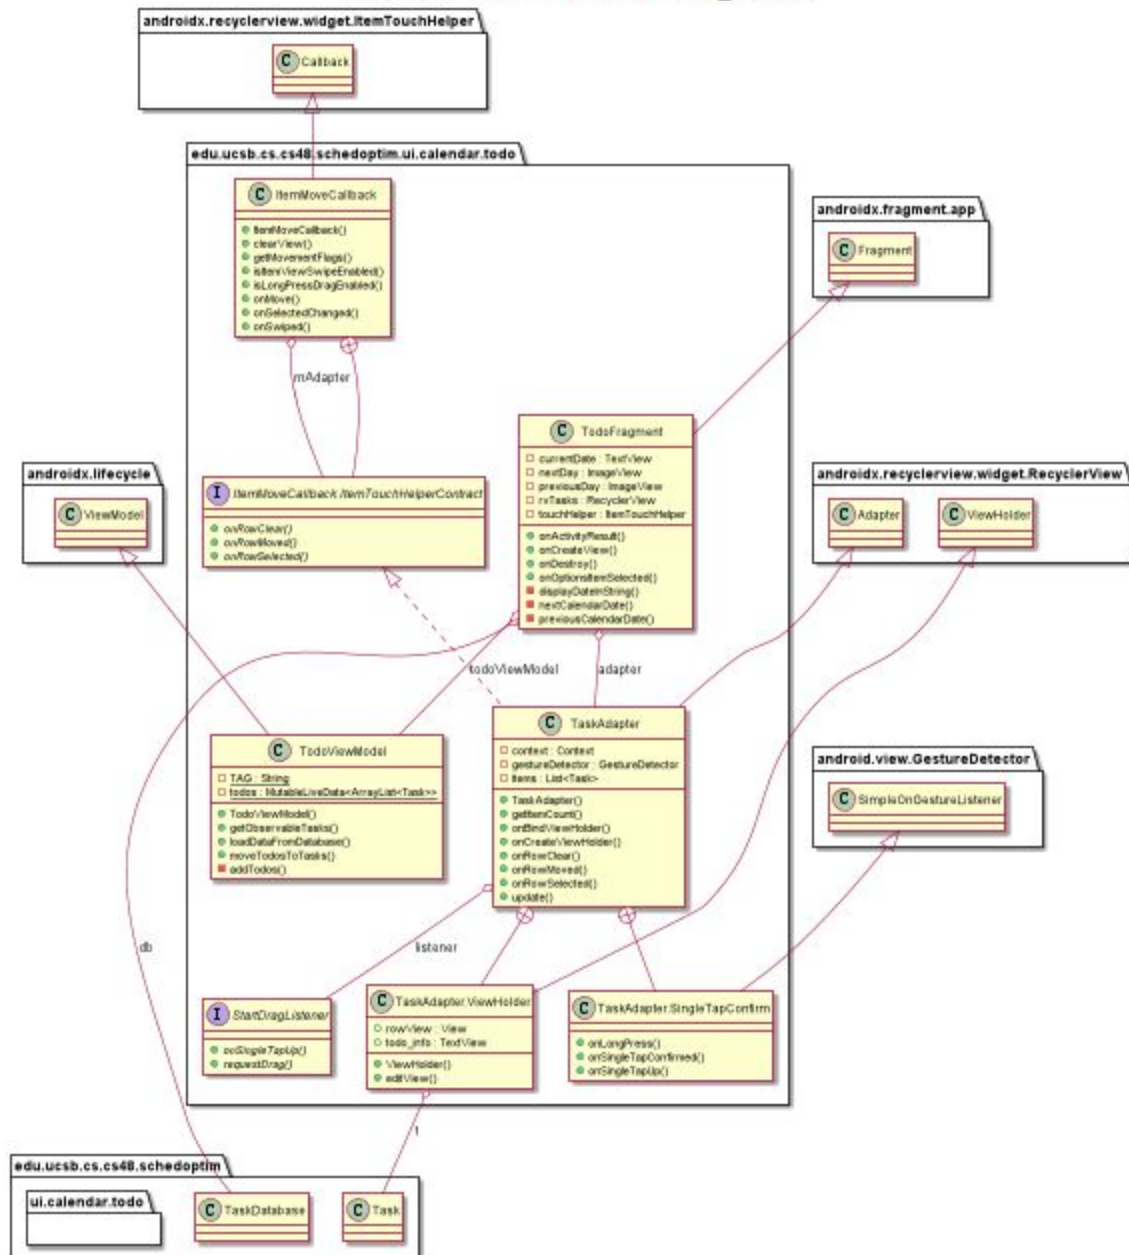 androidx.recyclerview.widget.ItemTouchHelper
C Callback
edu.ucsb.cs.cs48.schedoptim.ui.calendar.todo
C ItemMoveCallback
ItemMoveCallback()
clearView()
getMovementFlags()
isItemViewSwipeEnabled()
isLongPressDragEnabled()
onMove()
onSelectedChanged()
onSwiped()
androidx.fragment.app
C Fragment
mAdapter
C TodoFragment
currentDate : TextView
nextDay : ImageView
previousDay : ImageView
rvTasks : RecyclerView
touchHelper : ItemTouchHelper
onActivityResult()
onCreateView()
onDestroy()
onOptionsItemSelected()
displayDateInString()
nextCalendarDate()
previousCalendarDate()
androidx.lifecycle
C ViewModel
I ItemMoveCallback.ItemTouchHelperContract
onRowClear()
onRowMoved()
onRowSelected()
androidx.recyclerview.widget.RecyclerView
C Adapter
C ViewHolder
todoViewModel
adapter
C TodoViewModel
TAG : String
todos : MutableLiveData<ArrayList<Task>>
TodoViewModel()
getObservableTasks()
loadDataFromDatabase()
moveTodosToTasks()
addTodos()
C TaskAdapter
context : Context
gestureDetector : GestureDetector
items : List<Task>
TaskAdapter()
getItemCount()
onBindViewHolder()
onCreateViewHolder()
onRowClear()
onRowMoved()
onRowSelected()
update()
android.view.GestureDetector
C SimpleOnGestureListener
db
listener
I StartDragListener
onSingleTapUp()
requestDrag()
C TaskAdapter.ViewHolder
rowView : View
todo_info : TextView
ViewHolder()
editView()
C TaskAdapter.SingleTapConfirm
onLongPress()
onSingleTapConfirmed()
onSingleTapUp()
t
edu.ucsb.cs.cs48.schedoptim
ui.calendar.todo
C TaskDatabase
C Task